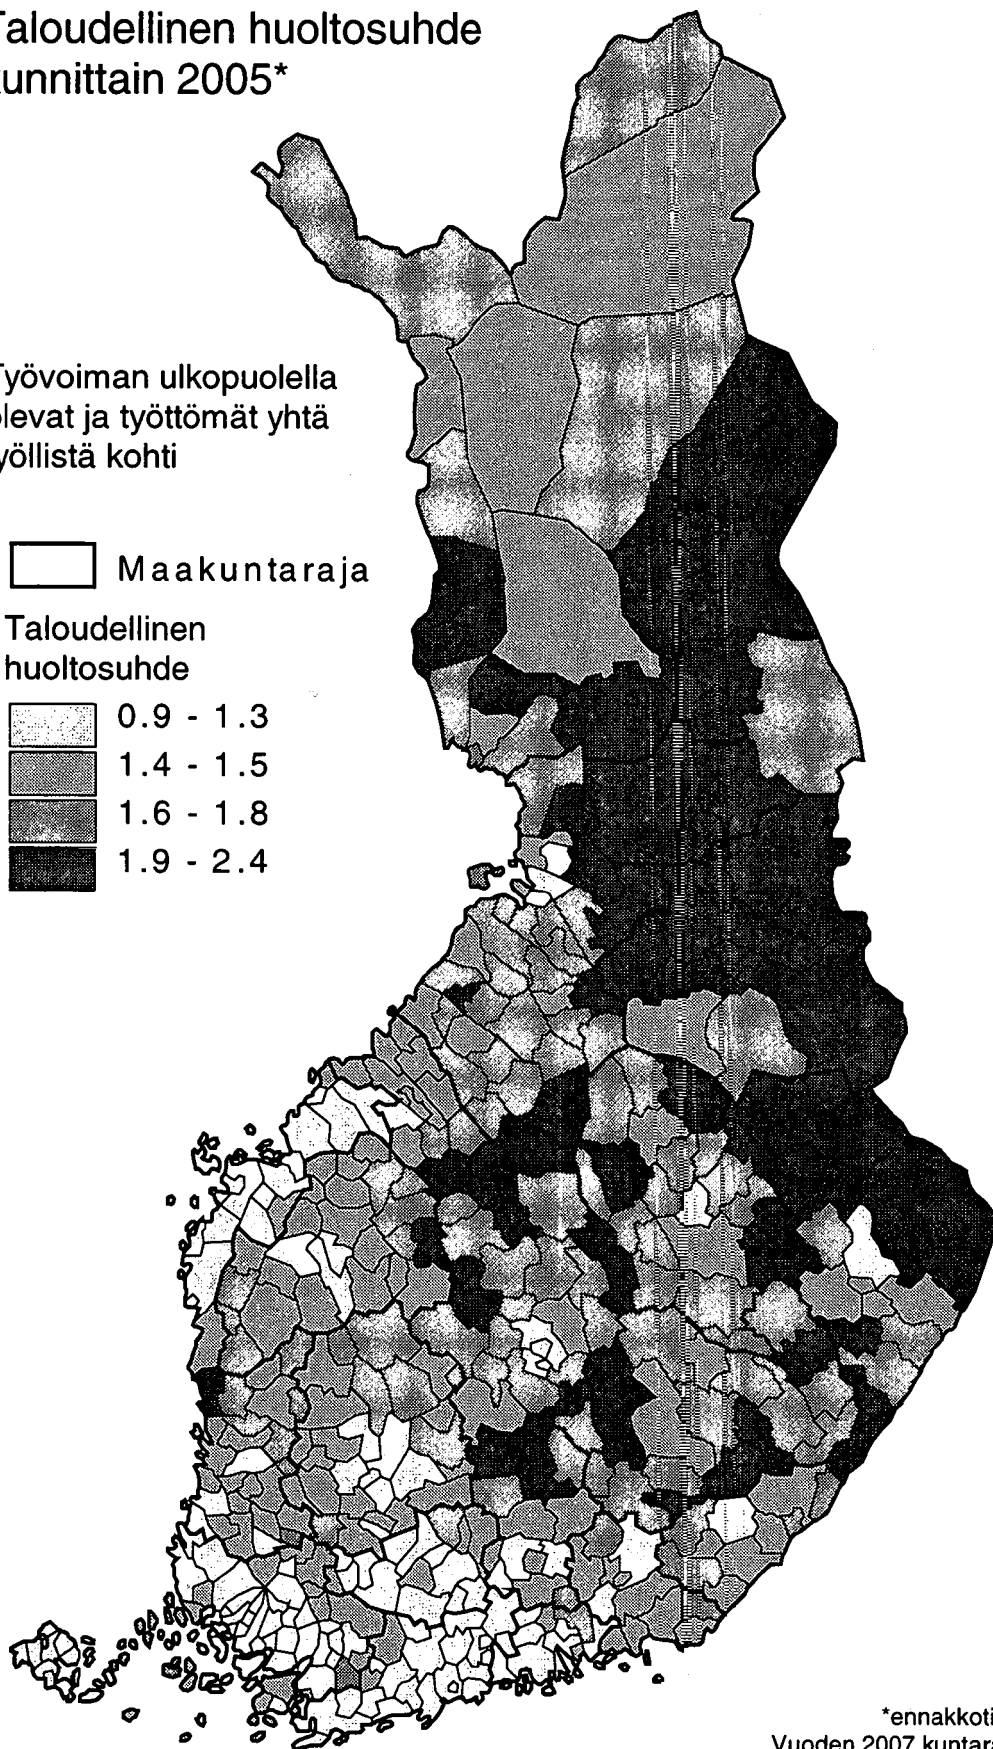 Taloudellinen huoltosuhde
kunnittain 2005*
Työvoiman ulkopuolella
olevat ja työttömät yhtä
työllistä kohti
Maakuntaraja
Taloudellinen
huoltosuhde
0.9 - 1.3
1.4 - 1.5
1.6 - 1.8
1.9 - 2.4
*ennakkoti
Vuoden 2007 kuntara